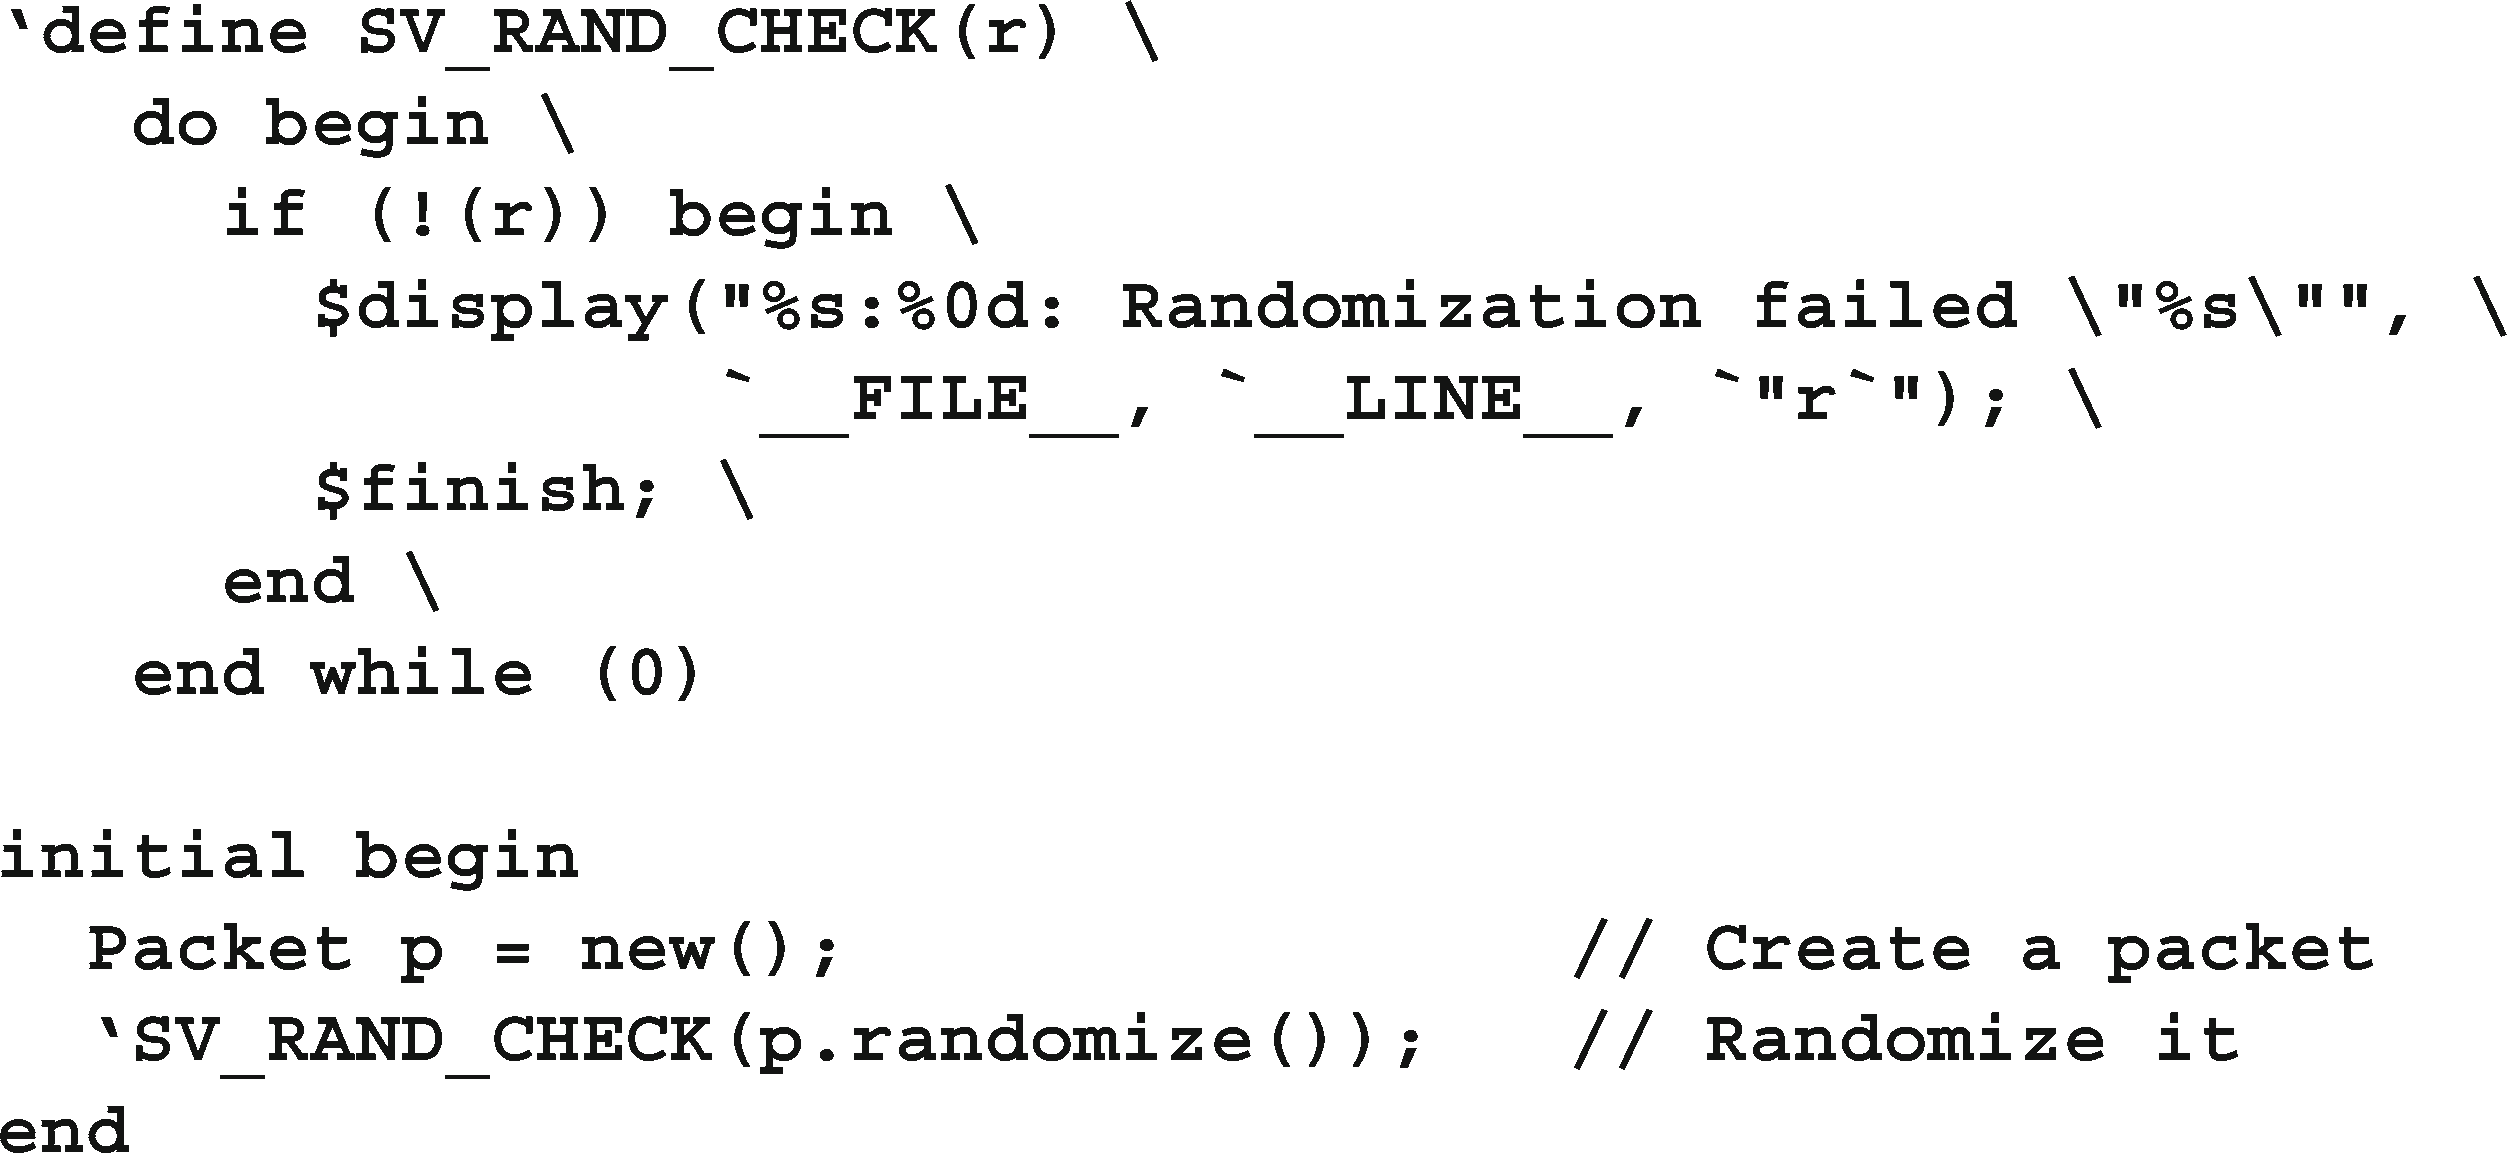 ‘define SV_RAND_CHECK(r) \
do begin \
if (!(r)) begin \
$display("%s:%0d: Randomization failed \"%s\"", \
`__FILE__, `__LINE__, `"r`"); \
$finish; \
end \
end while (0)
initial begin
Packet p = new(); // Create a packet
‘SV_RAND_CHECK(p.randomize()); // Randomize it
end